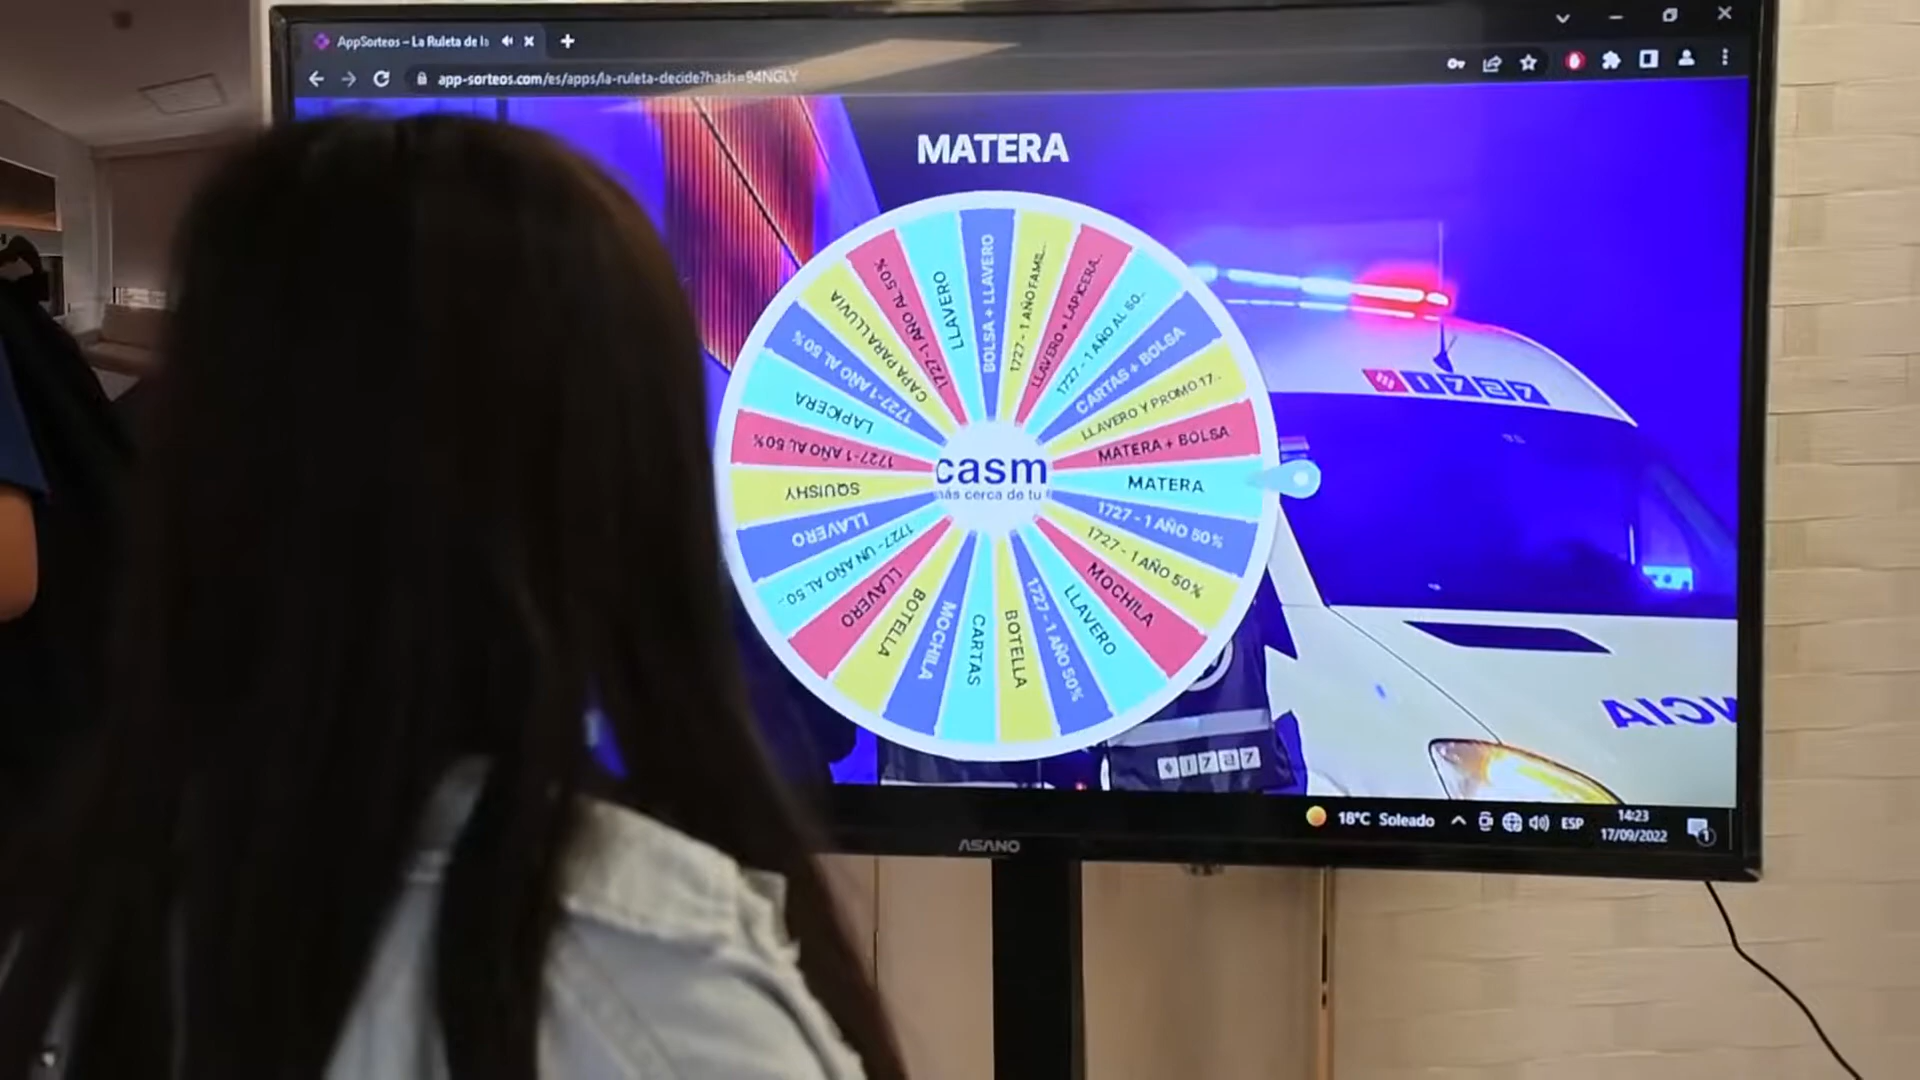 AppSorteos – La Ruleta de la
app-sorteos.com/es/apps/la-ruleta-decide?hash=94NGLY
MATERA
BOLSA + LLAVERO
1727 - 1 AÑO FAMIL...
LLAVERO + LAPICERA...
1727 - 1 AÑO AL 50...
CARTAS + BOLSA
LLAVERO Y PROMO 17...
MATERA + BOLSA
MATERA
1727 - 1 AÑO 50%
1727 - 1 AÑO 50%
MOCHILA
LLAVERO
1727 - 1 AÑO 50%
BOTELLA
CARTAS
MOCHILA
BOTELLA
LLAVERO
1727 - UN AÑO AL 50...
LLAVERO
SQUISHY
1727-1 AÑO AL 50%
LAPICERA
1727-1 AÑO AL 50%
CAPA PARA LLUVIA
1727-1 AÑO AL 50%
LLAVERO
casm
más cerca de tu
1727
1727
18°C Soleado
ESP
14:23
17/09/2022
1
ASANO